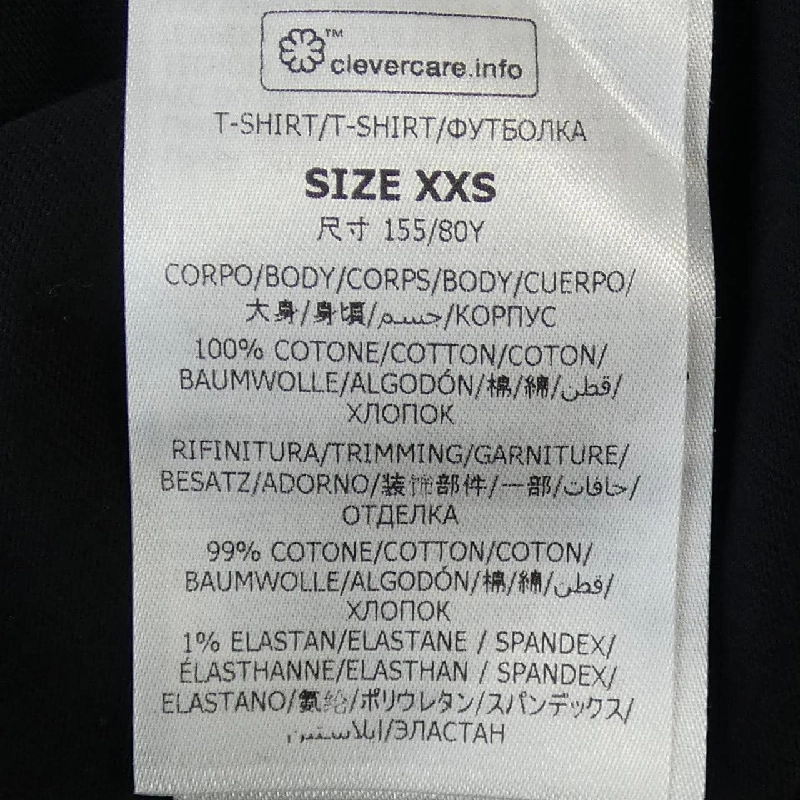 ™
clevercare.info
T-SHIRT/T-SHIRT/ФУТБОЛКА
SIZE XXS
尺寸 155/80Y
CORPO/BODY/CORPS/BODY/CUERPO/
大身/身頃/جسم/КОРПУС
100% COTONE/COTTON/COTON/
BAUMWOLLE/ALGODÓN/棉/綿/قطن/
ХЛОПОК
RIFINITURA/TRIMMING/GARNITURE/
BESATZ/ADORNO/装饰部件/一部/حافات/
ОТДЕЛКА
99% COTONE/COTTON/COTON/
BAUMWOLLE/ALGODÓN/棉/綿/قطن/
ХЛОПОК
1% ELASTAN/ELASTANE / SPANDEX/
ÉLASTHANNE/ELASTHAN / SPANDEX/
ELASTANO/氨纶/ポリウレタン/スパンデックス/
ايلاستين/ЭЛАСТАН